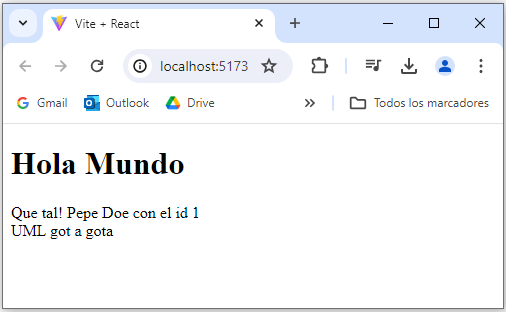 Vite + React
localhost:5173
Gmail Outlook Drive Todos los marcadores
Hola Mundo
Que tal! Pepe Doe con el id 1
UML got a gota